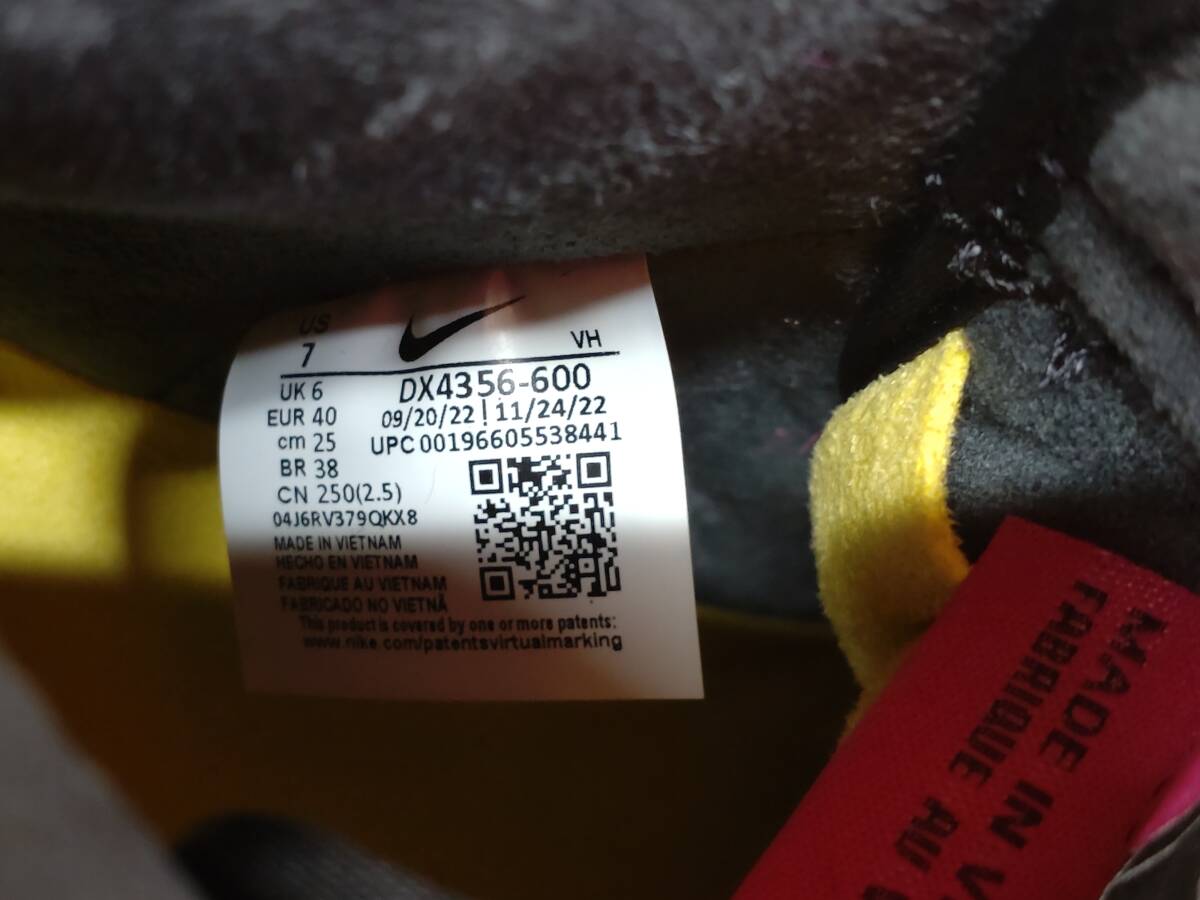 US
7
VH
UK 6
DX4356-600
EUR 40
09/20/22 | 11/24/22
cm 25
UPC 00196605538441
BR 38
CN 250(2.5)
04J6RV379QKX8
MADE IN VIETNAM
HECHO EN VIETNAM
FABRIQUE AU VIETNAM
FABRICADO NO VIETNÃ
This product is covered by one or more patents:
www.nike.com/patentsvirtualmarking
MADE IN V
FABRIQUE AU